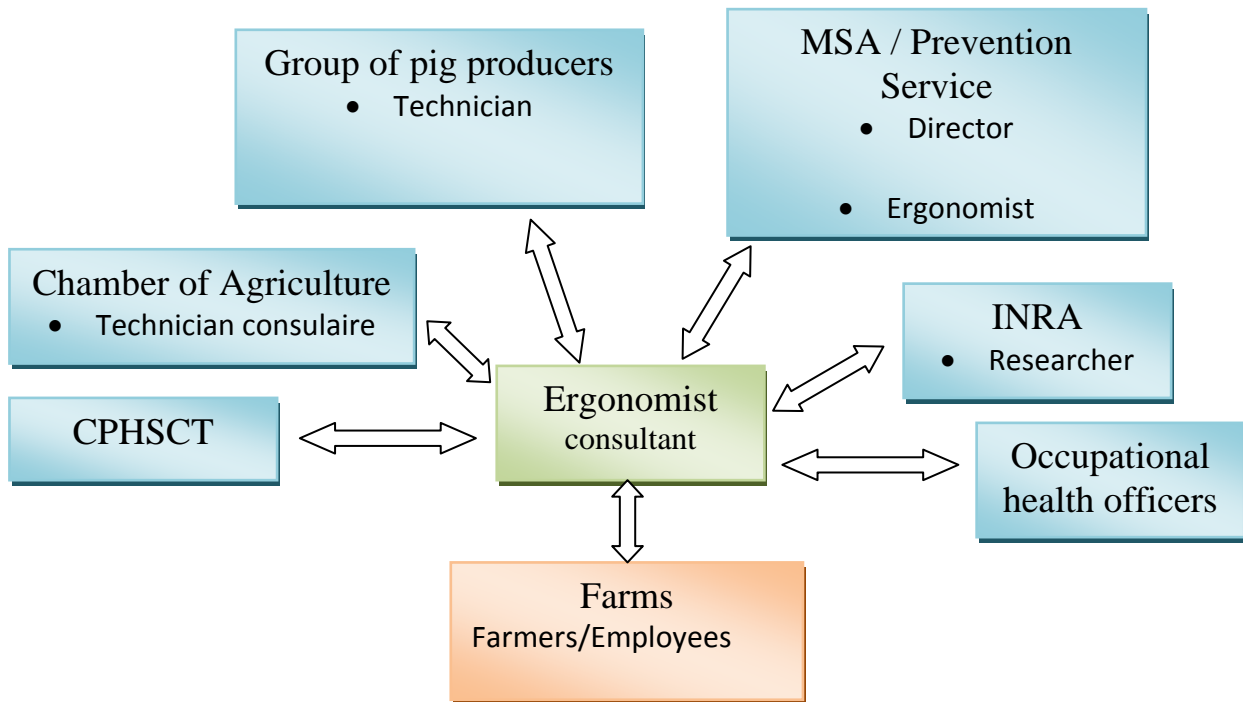 Group of pig producers
• Technician
MSA / Prevention
Service
• Director
• Ergonomist
Chamber of Agriculture
• Technician consulaire
INRA
• Researcher
Ergonomist
consultant
CPHSCT
Occupational
health officers
Farms
Farmers/Employees